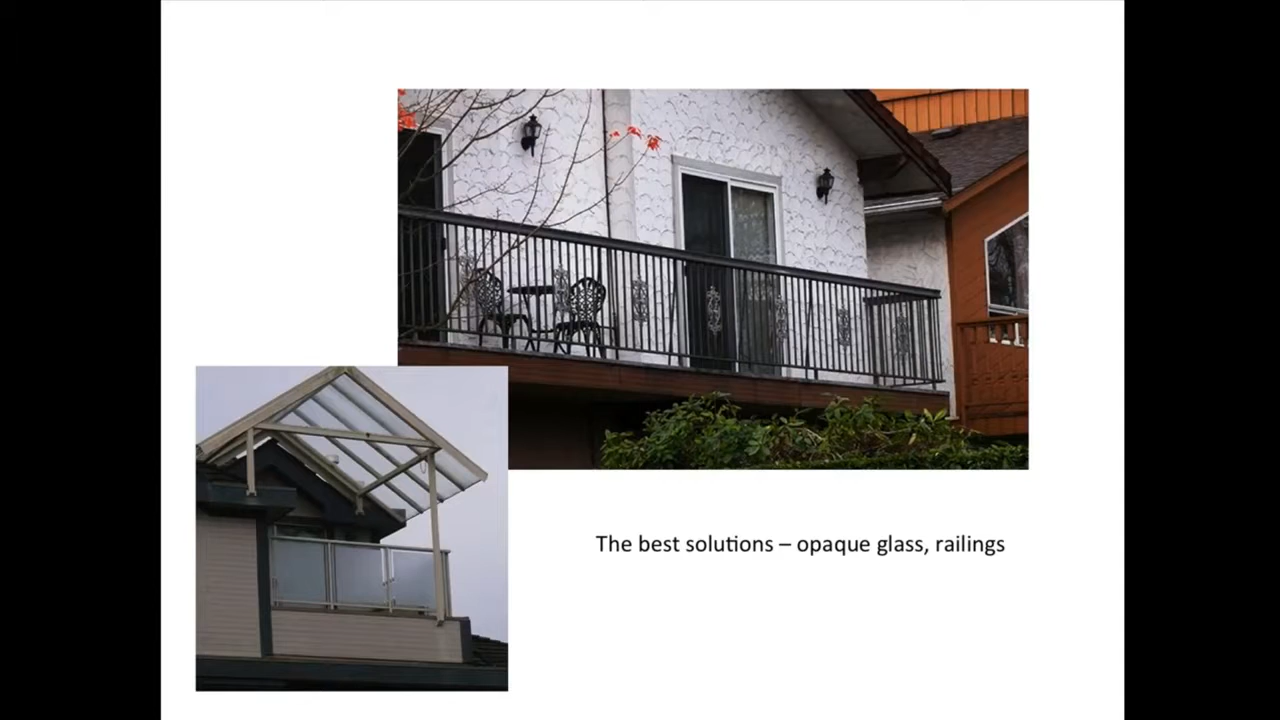 The best solutions – opaque glass, railings